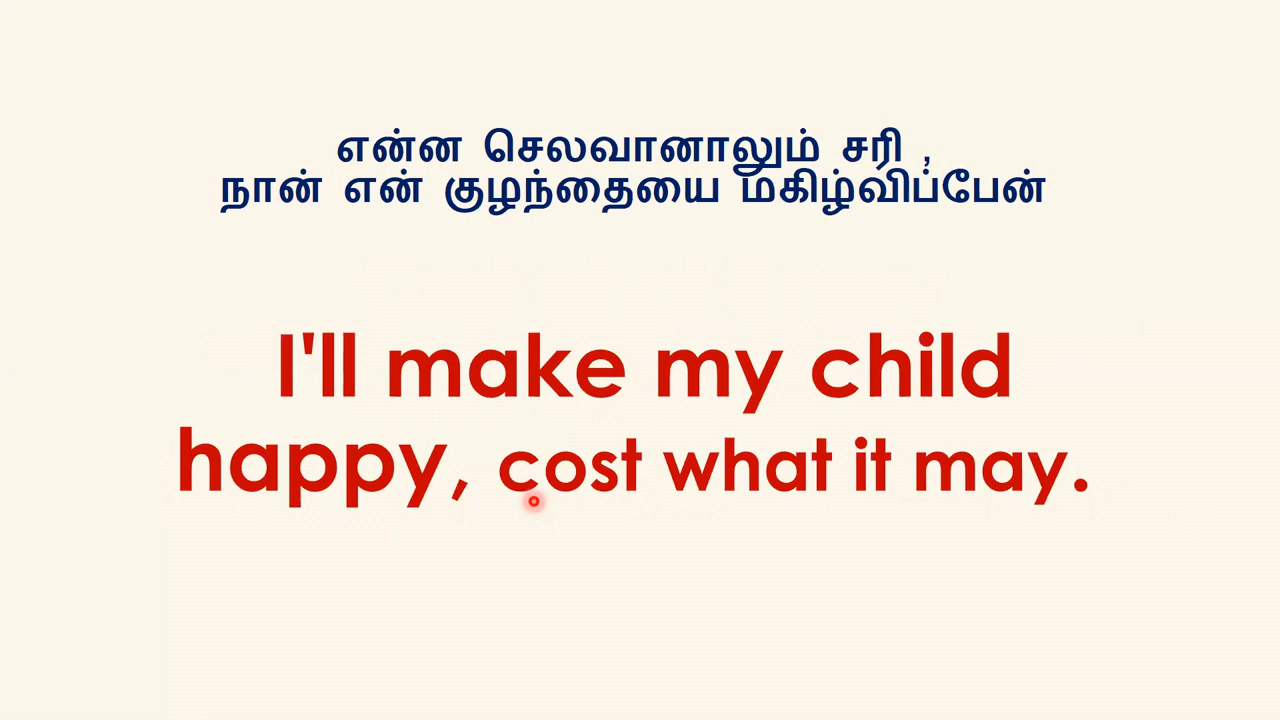 என்ன செலவானாலும் சரி ,
நான் என் குழந்தையை மகிழ்விப்பேன்
I'll make my child
happy, cost what it may.